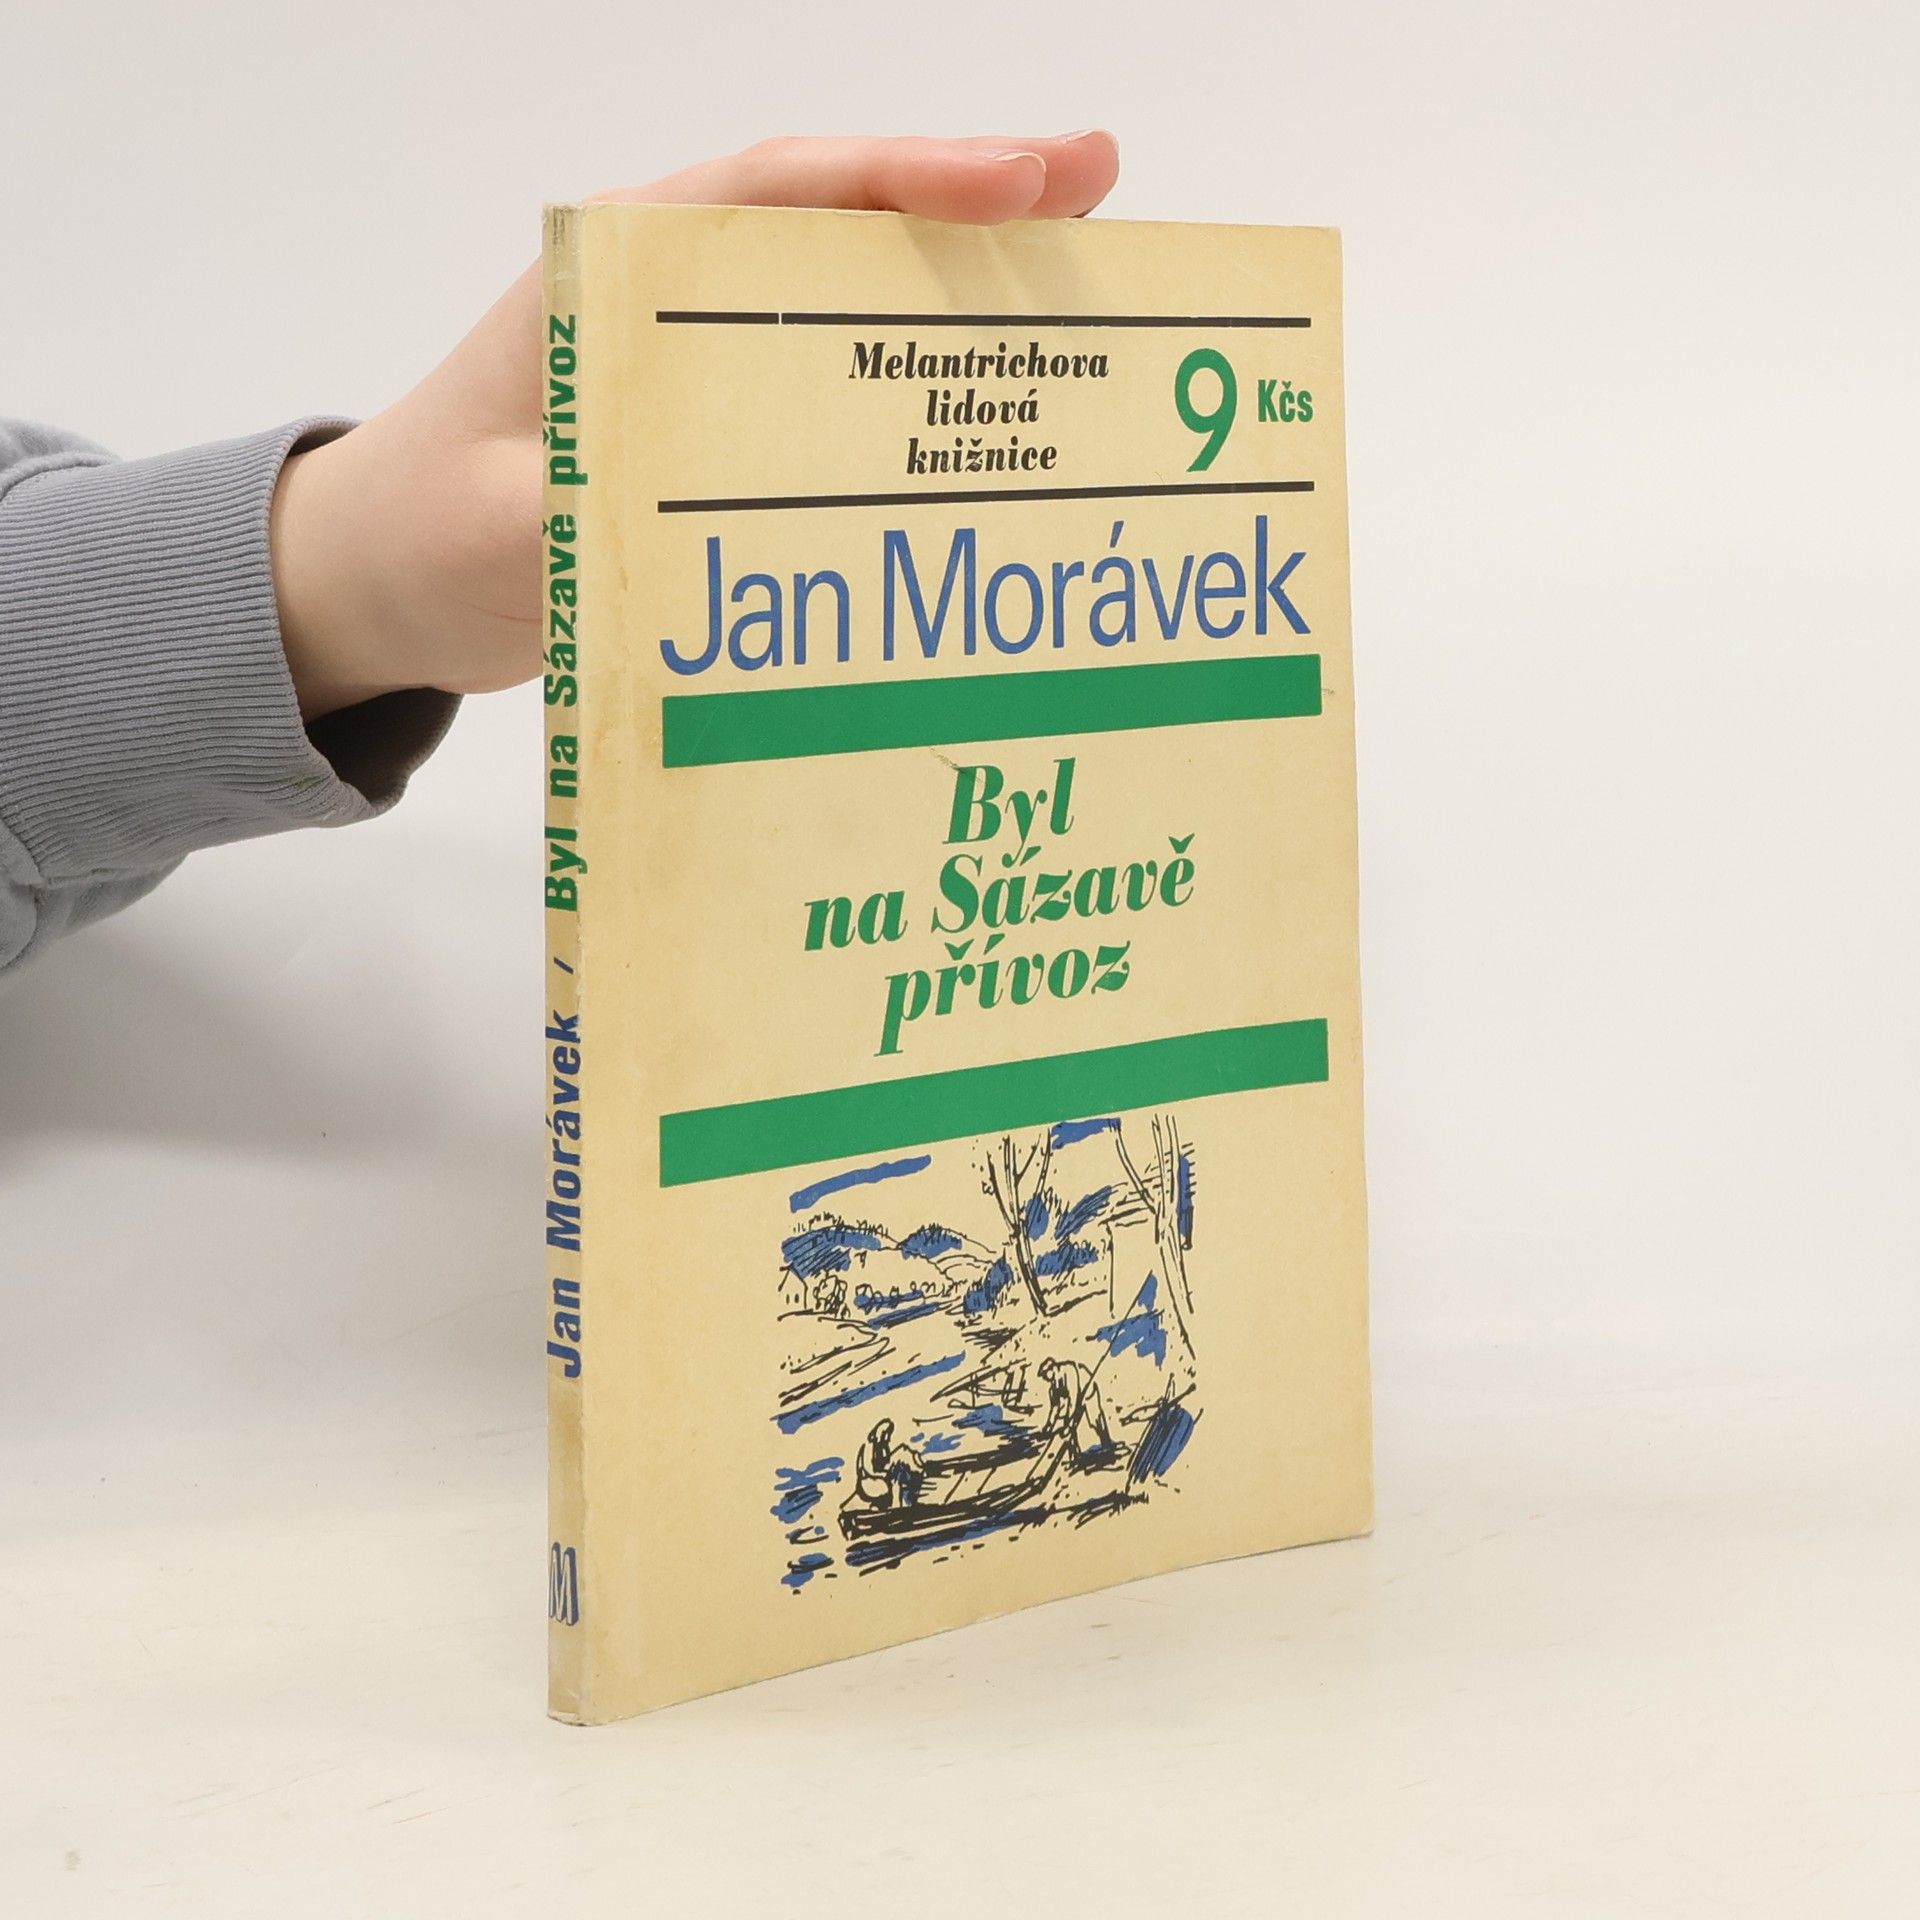 Melantrichova
lidová
knižnice
9 Kčs
Jan Morávek
Byl
na Sázavě
přívoz
Jan Morávek / Byl na Sázavě přívoz
M